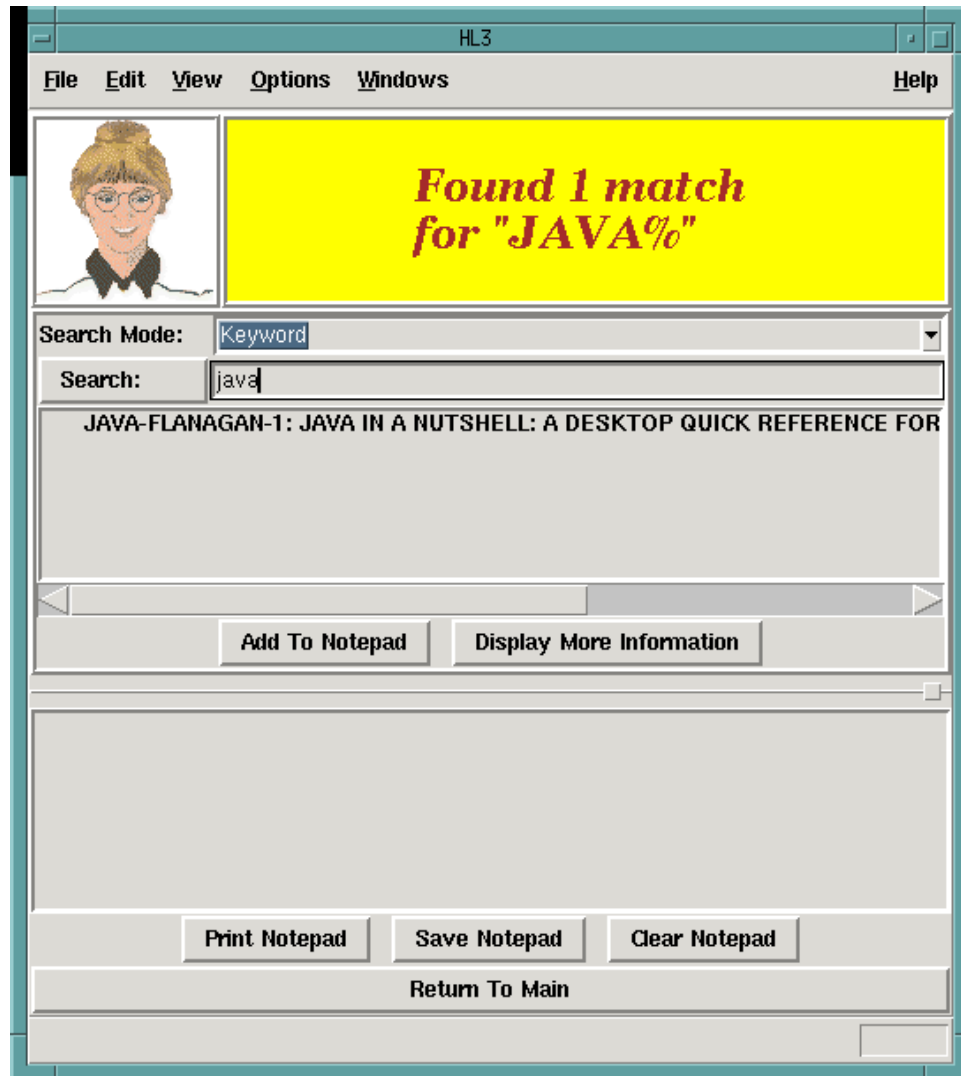 HL3
File Edit View Options Windows Help
Found 1 match
for "JAVA%"
Search Mode: Keyword
Search: java
JAVA-FLANAGAN-1: JAVA IN A NUTSHELL: A DESKTOP QUICK REFERENCE FOR
Add To Notepad Display More Information
Print Notepad Save Notepad Clear Notepad
Return To Main